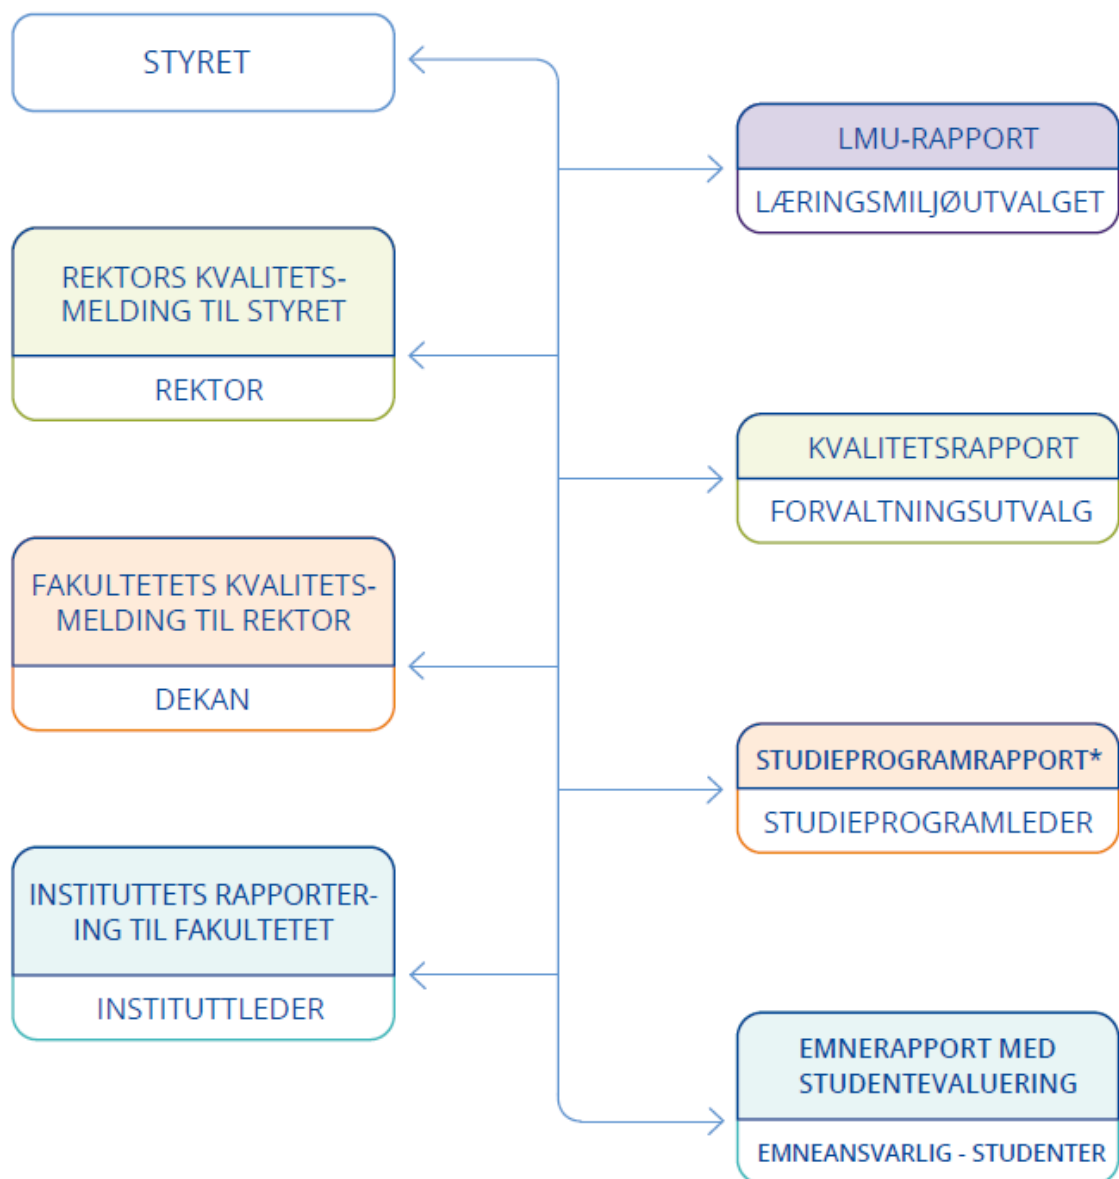 STYRET
LMU-RAPPORT
LÆRINGSMILJØUTVALGET
REKTORS KVALITETS-
MELDING TIL STYRET
REKTOR
KVALITETSRAPPORT
FORVALTNINGSUTVALG
FAKULTETETS KVALITETS-
MELDING TIL REKTOR
DEKAN
STUDIEPROGRAMRAPPORT*
STUDIEPROGRAMLEDER
INSTITUTTETS RAPPORTER-
ING TIL FAKULTETET
INSTITUTTLEDER
EMNERAPPORT MED
STUDENTEVALUERING
EMNEANSVARLIG - STUDENTER